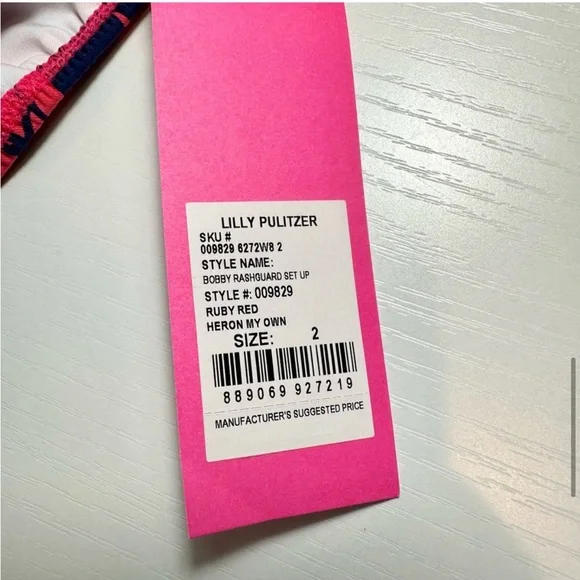 LILLY PULITZER
SKU #
009829 6272W8 2
STYLE NAME:
BOBBY RASHGUARD SET UP
STYLE #: 009829
RUBY RED
HERON MY OWN
SIZE: 2
889069 927219
MANUFACTURER'S SUGGESTED PRICE